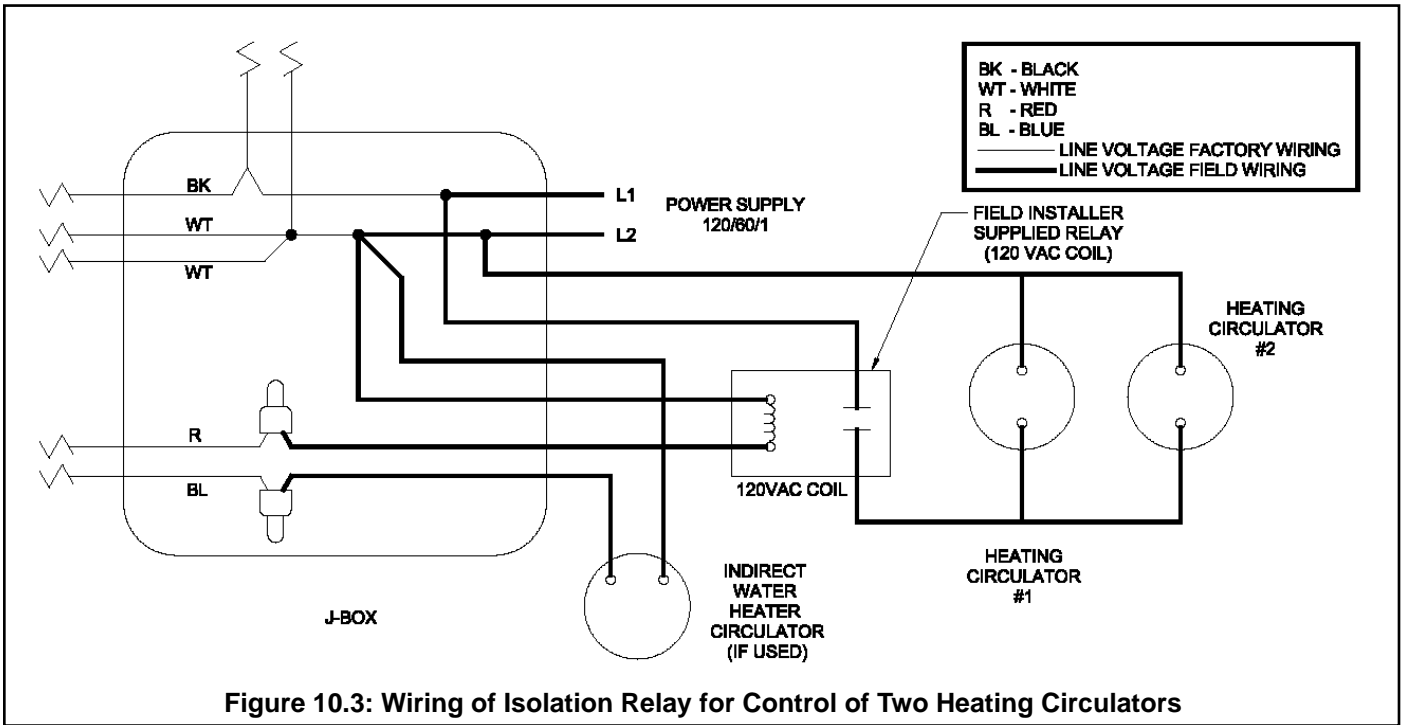 BK - BLACK
WT - WHITE
R - RED
BL - BLUE
LINE VOLTAGE FACTORY WIRING
LINE VOLTAGE FIELD WIRING
BK
L1
POWER SUPPLY
120/60/1
WT
L2
WT
FIELD INSTALLER
SUPPLIED RELAY
(120 VAC COIL)
HEATING
CIRCULATOR
#2
R
BL
120VAC COIL
HEATING
CIRCULATOR
#1
INDIRECT
WATER
HEATER
CIRCULATOR
(IF USED)
J-BOX
Figure 10.3: Wiring of Isolation Relay for Control of Two Heating Circulators